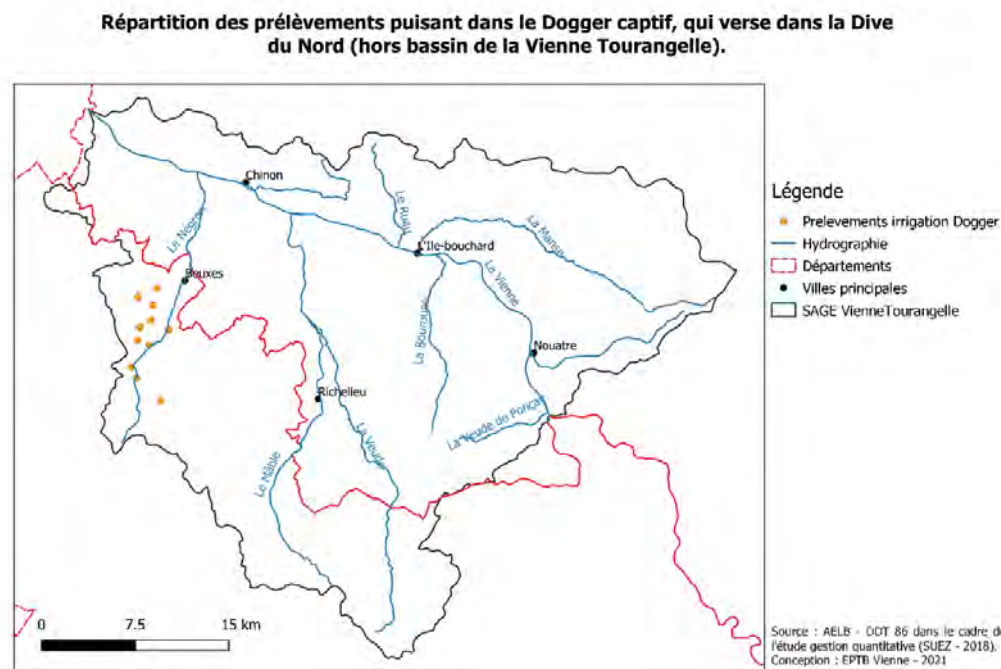 Répartition des prélèvements puisant dans le Dogger captif, qui verse dans la Dive
du Nord (hors bassin de la Vienne Tourangelle).
Chinon
Le Ruau
La Manse
Le Négron
L'Ile-bouchard
Beuxes
La Vienne
La Bourouse
Nouatre
Richelieu
La Veude de Ponçay
La Veude
Le Mâble
0 7.5 15 km
Légende
Prelevements irrigation Dogger
Hydrographie
Départements
Villes principales
SAGE VienneTourangelle
Source : AELB - DDT 86 dans le cadre de
l'étude gestion quantitative (SUEZ - 2018).
Conception : EPTB Vienne - 2021